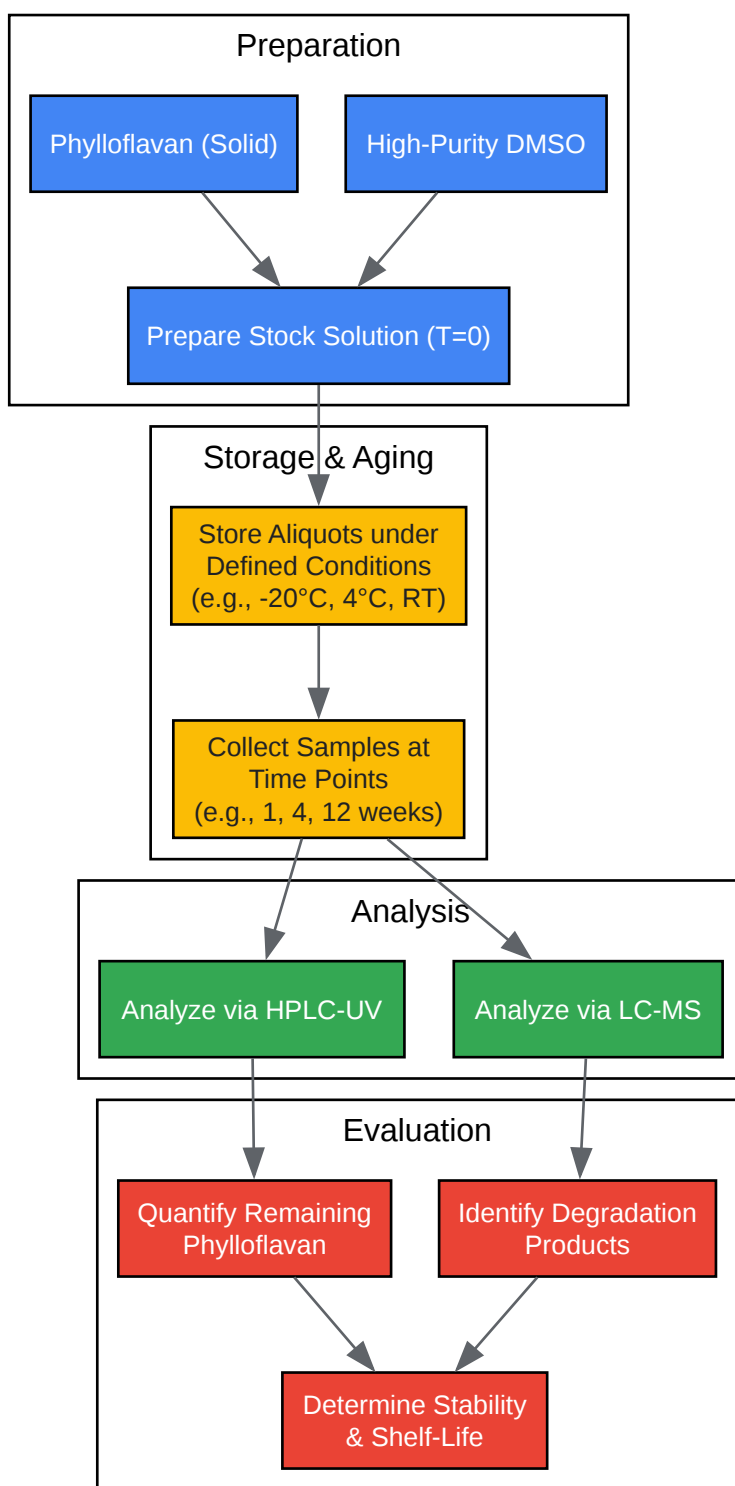 Preparation
Phylloflavan (Solid)
High-Purity DMSO
Prepare Stock Solution (T=0)
Storage & Aging
Store Aliquots under
Defined Conditions
(e.g., -20°C, 4°C, RT)
Collect Samples at
Time Points
(e.g., 1, 4, 12 weeks)
Analysis
Analyze via HPLC-UV
Analyze via LC-MS
Evaluation
Quantify Remaining
Phylloflavan
Identify Degradation
Products
Determine Stability
& Shelf-Life